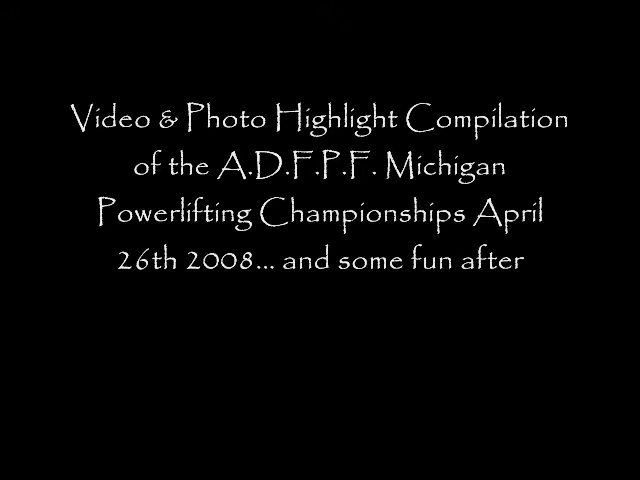 Video & Photo Highlight Compilation
of the A.D.F.P.F. Michigan
Powerlifting Championships April
26th 2008... and some fun after